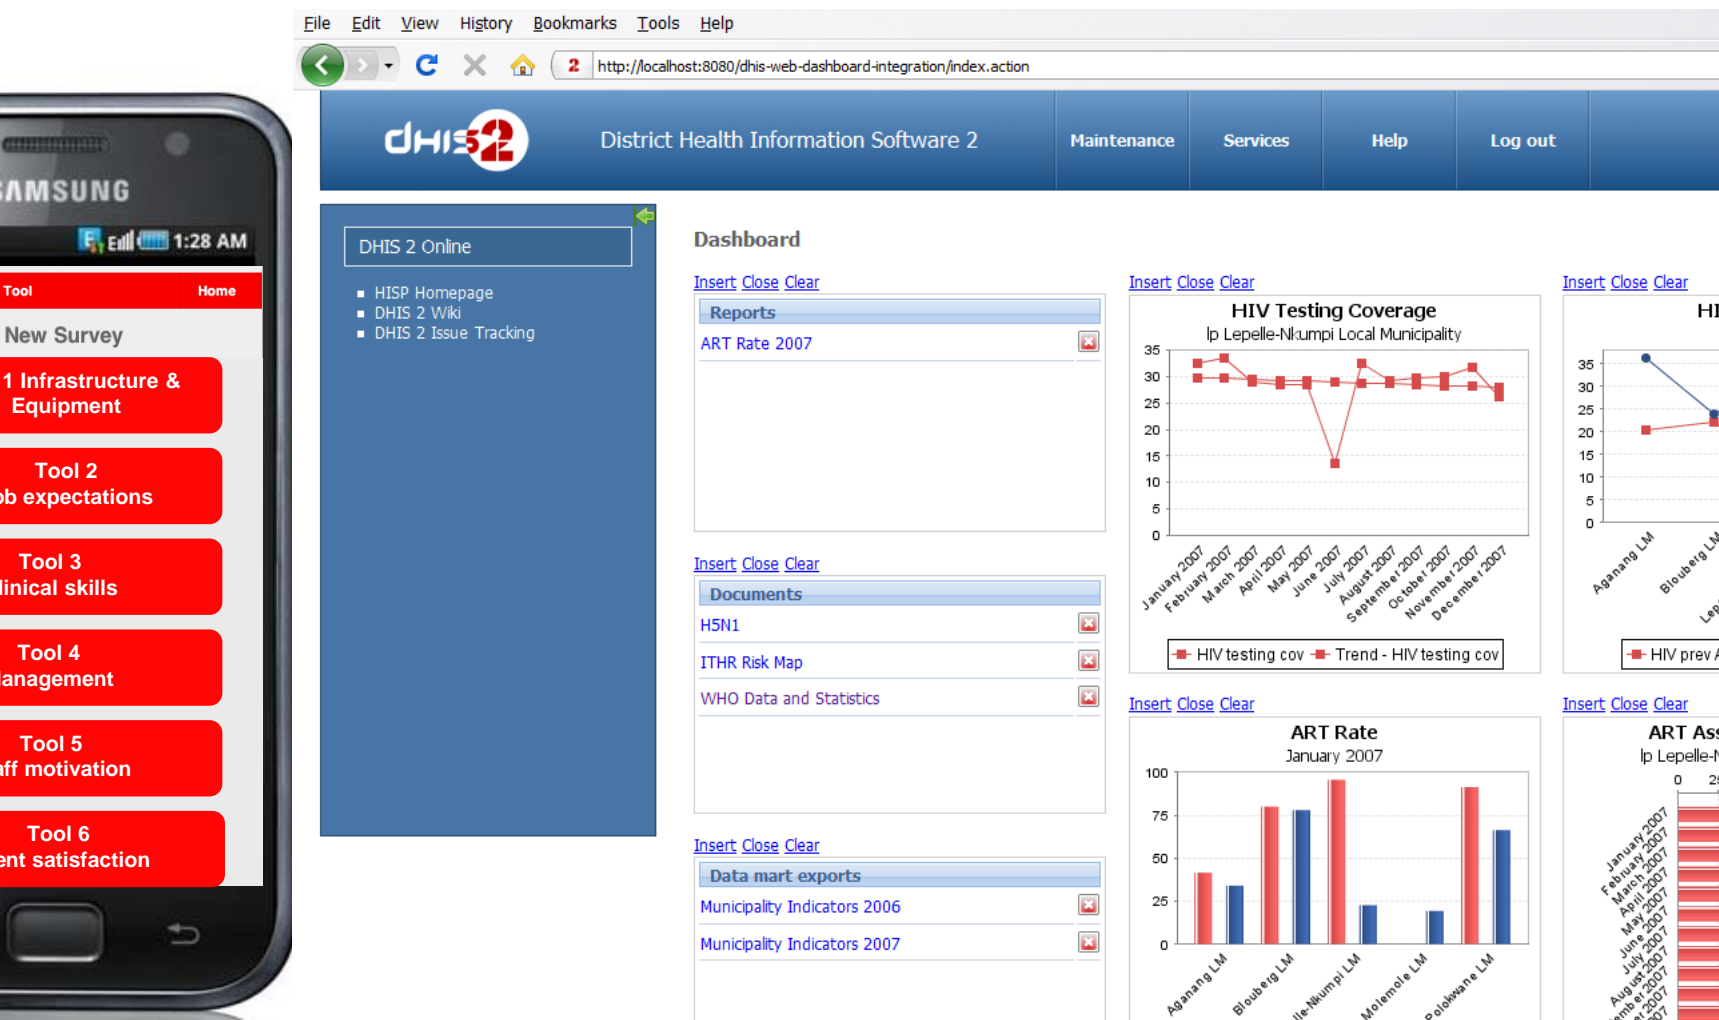 File Edit View History Bookmarks Tools Help
2 http://localhost:8080/dhis-web-dashboard-integration/index.action
dHIS2
District Health Information Software 2
Maintenance Services Help Log out
SAMSUNG
1:28 AM
Tool Home
New Survey
1 Infrastructure &
Equipment
Tool 2
expectations
Tool 3
skills
Tool 4
Tool 5
motivation
Tool 6
satisfaction
DHIS 2 Online
HISP Homepage
DHIS 2 Wiki
DHIS 2 Issue Tracking
Dashboard
Insert Close Clear
Reports
ART Rate 2007
Insert Close Clear
Documents
H5N1
ITHR Risk Map
WHO Data and Statistics
Insert Close Clear
Data mart exports
Municipality Indicators 2006
Municipality Indicators 2007
Insert Close Clear
HIV Testing Coverage
lp Lepelle-Nkumpi Local Municipality
35
30
25
20
15
10
5
0
January 2007
February 2007
March 2007
April 2007
May 2007
June 2007
July 2007
August 2007
September 2007
October 2007
November 2007
December 2007
HIV testing cov Trend - HIV testing cov
Insert Close Clear
ART Rate
January 2007
100
75
50
25
0
Aganang LM
Blouberg LM
lle-Nkumpi LM
Molemole LM
Polokwane LM
Insert Close Clear
35
30
25
20
15
10
5
0
Aganang LM
Blouberg LM
HIV prev
Insert Close Clear
ART
lp
0
January 2007
February 2007
March 2007
April 2007
May 2007
June 2007
July 2007
August 2007